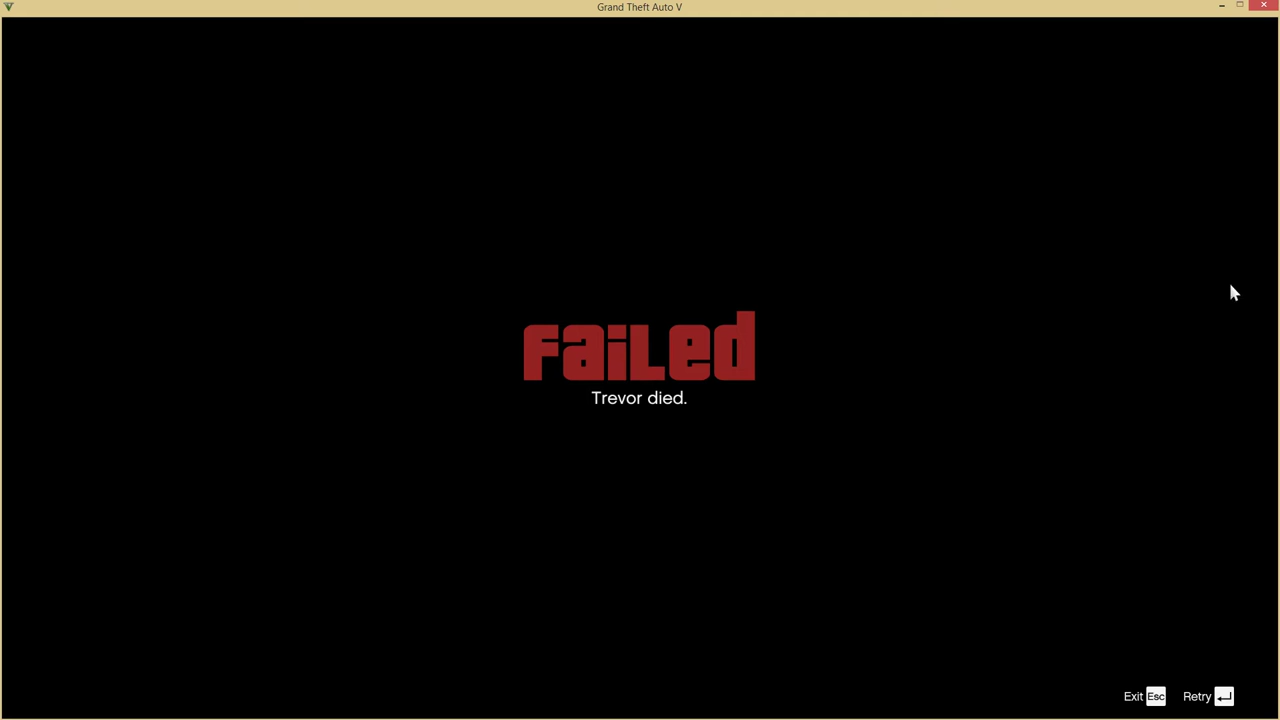 Grand Theft Auto V
FAILED
Trevor died.
Exit Esc Retry